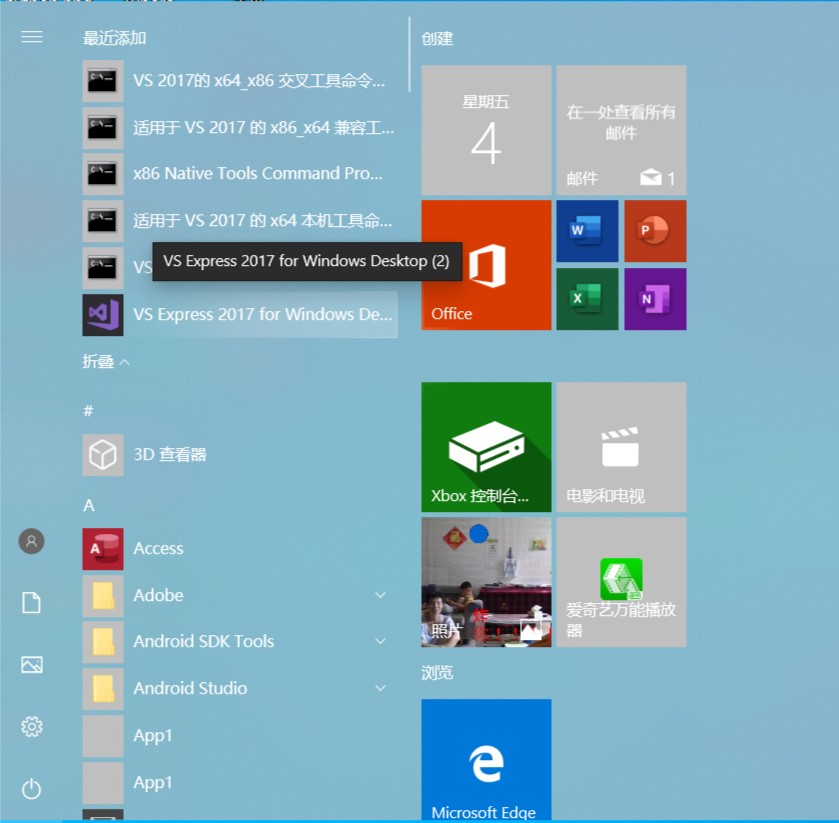 最近添加
VS 2017的 x64_x86 交叉工具命令...
适用于 VS 2017 的 x86_x64 兼容工...
x86 Native Tools Command Pro...
适用于 VS 2017 的 x64 本机工具命...
VS
VS Express 2017 for Windows Desktop (2)
VS Express 2017 for Windows De...
折叠
#
3D 查看器
A
Access
Adobe
Android SDK Tools
Android Studio
App1
App1
创建
星期五
4
在一处查看所有
邮件
邮件
1
Office
Xbox 控制台...
电影和电视
照片
爱奇艺万能播放
器
浏览
Microsoft Edge